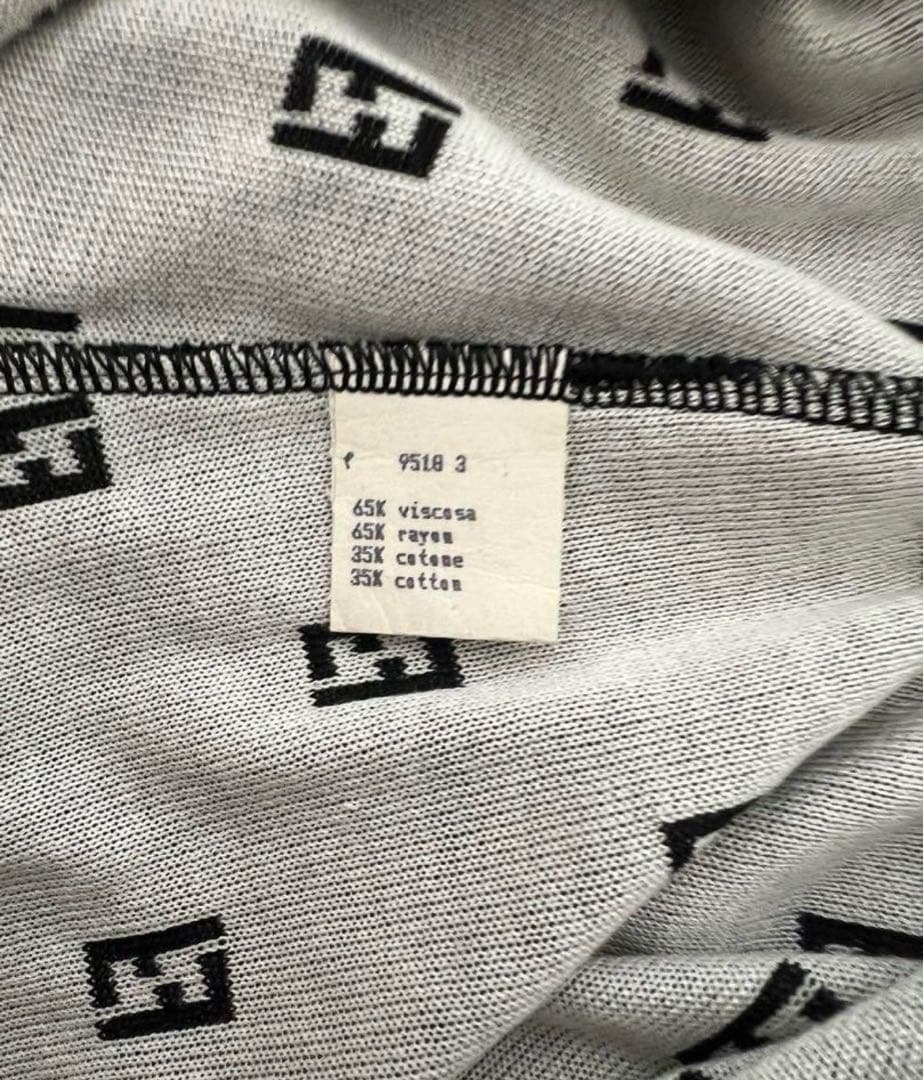 9518 3
65% viscosa
65% rayon
35% cotone
35% cotton